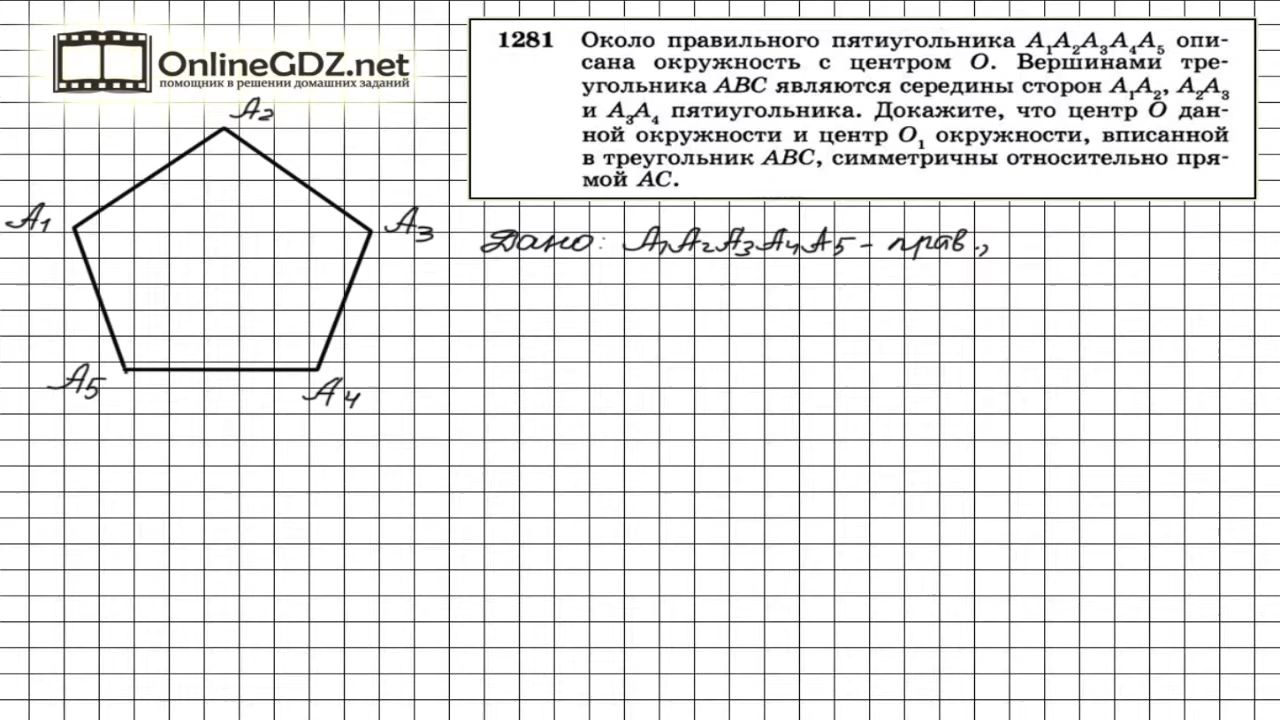 OnlineGDZ.net
помощник в решении домашних заданий
1281 Около правильного пятиугольника A₁A₂A₃A₄A₅ опи-
сана окружность с центром O. Вершинами тре-
угольника ABC являются середины сторон A₁A₂, A₂A₃
и A₃A₄ пятиугольника. Докажите, что центр O дан-
ной окружности и центр O₁ окружности, вписанной
в треугольник ABC, симметричны относительно пря-
мой AC.
A₂
A₁
A₃
Дано: A₁A₂A₃A₄A₅ - прав.,
A₅
A₄